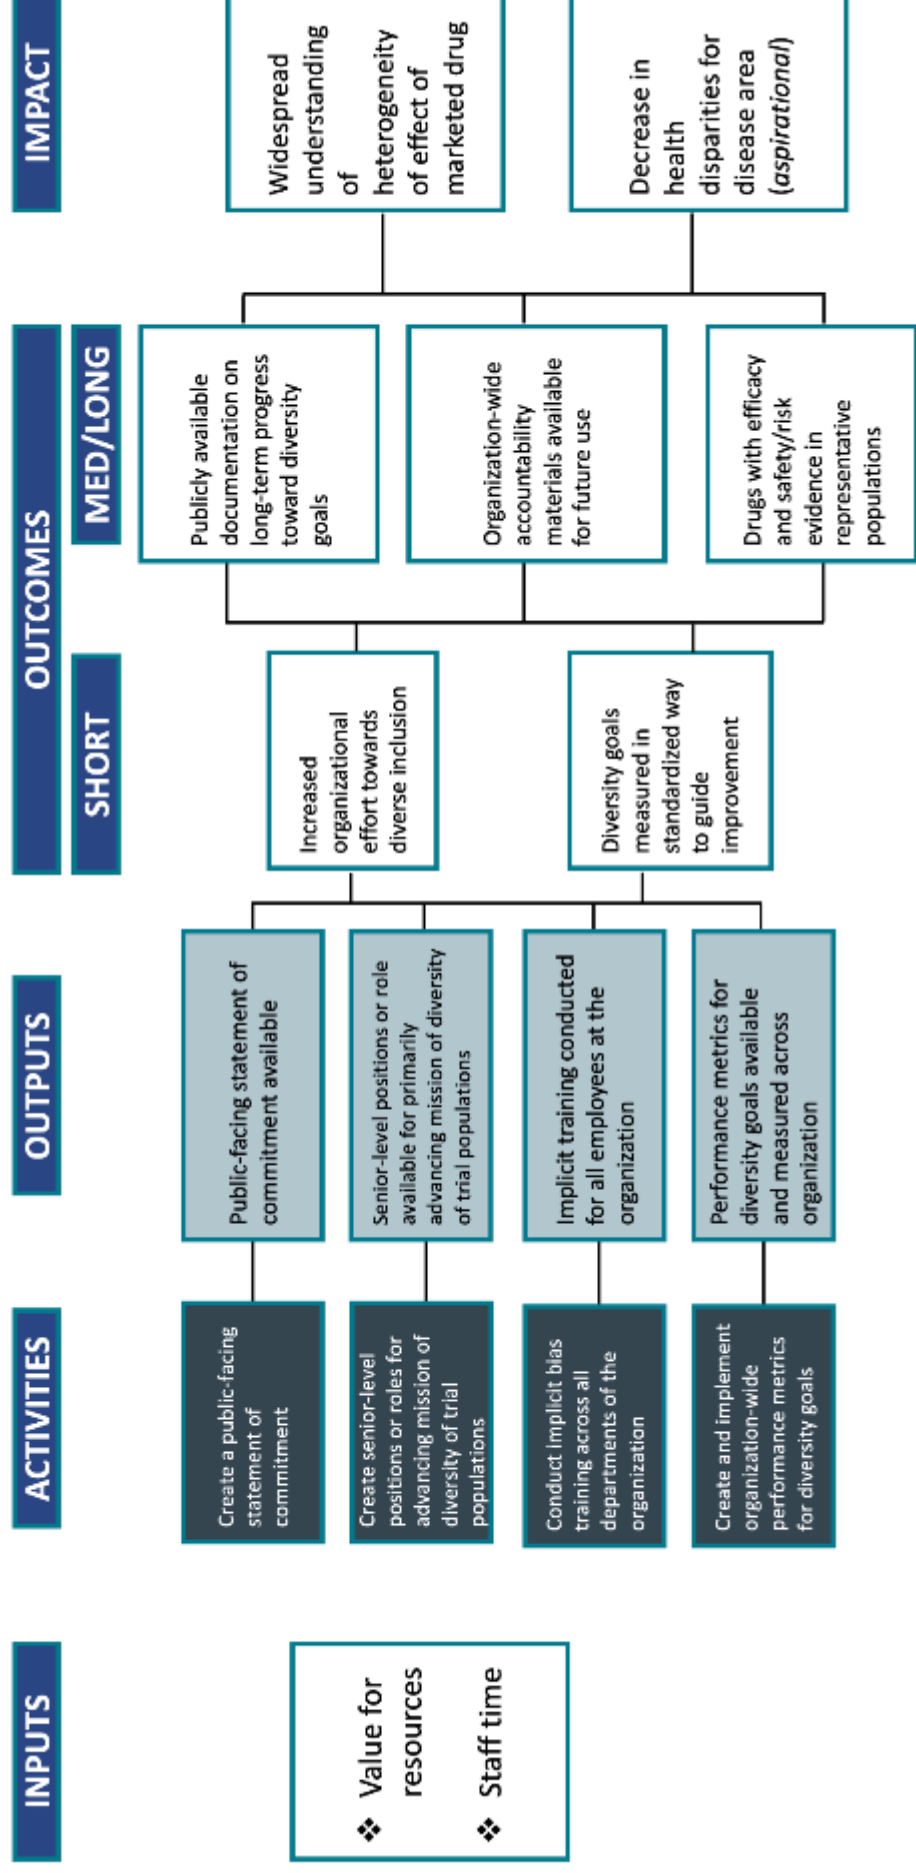 INPUTS
ACTIVITIES
OUTPUTS
OUTCOMES
SHORT
MED/LONG
IMPACT
❖ Value for
resources
❖ Staff time
Create a public-facing
statement of
commitment
Create senior-level
positions or roles for
advancing mission of
diversity of trial
populations
Conduct implicit bias
training across all
departments of the
organization
Create and implement
organization-wide
performance metrics
for diversity goals
Public-facing statement of
commitment available
Senior-level positions or role
available for primarily
advancing mission of diversity
of trial populations
Implicit training conducted
for all employees at the
organization
Performance metrics for
diversity goals available
and measured across
organization
Increased
organizational
effort towards
diverse inclusion
Diversity goals
measured in
standardized way
to guide
improvement
Publicly available
documentation on
long-term progress
toward diversity
goals
Organization-wide
accountability
materials available
for future use
Drugs with efficacy
and safety/risk
evidence in
representative
populations
Widespread
understanding
of
heterogeneity
of effect of
marketed drug
Decrease in
health
disparities for
disease area
(aspirational)